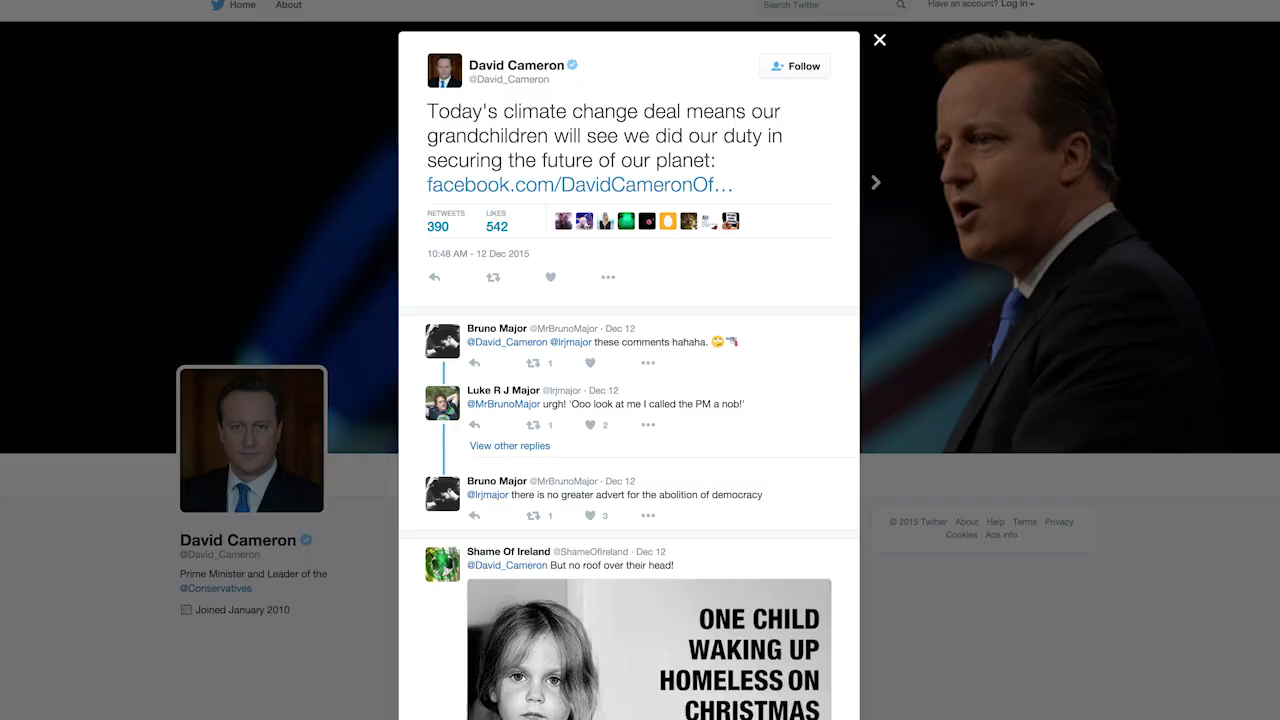 Home
About
Search Twitter
Have an account? Log in
David Cameron
@David_Cameron
Follow
Today's climate change deal means our
grandchildren will see we did our duty in
securing the future of our planet:
facebook.com/DavidCameronOf…
RETWEETS
LIKES
390
542
10:48 AM - 12 Dec 2015
Bruno Major @MrBrunoMajor · Dec 12
@David_Cameron @lrjmajor these comments hahaha.
1
Luke R J Major @lrjmajor · Dec 12
@MrBrunoMajor urgh! 'Ooo look at me I called the PM a nob!'
1
2
View other replies
Bruno Major @MrBrunoMajor · Dec 12
@lrjmajor there is no greater advert for the abolition of democracy
1
3
Shame Of Ireland @ShameOfIreland · Dec 12
@David_Cameron But no roof over their head!
ONE CHILD
WAKING UP
HOMELESS ON
CHRISTMAS
David Cameron
@David_Cameron
Prime Minister and Leader of the
@Conservatives
Joined January 2010
© 2015 Twitter About Help Terms Privacy
Cookies Ads info